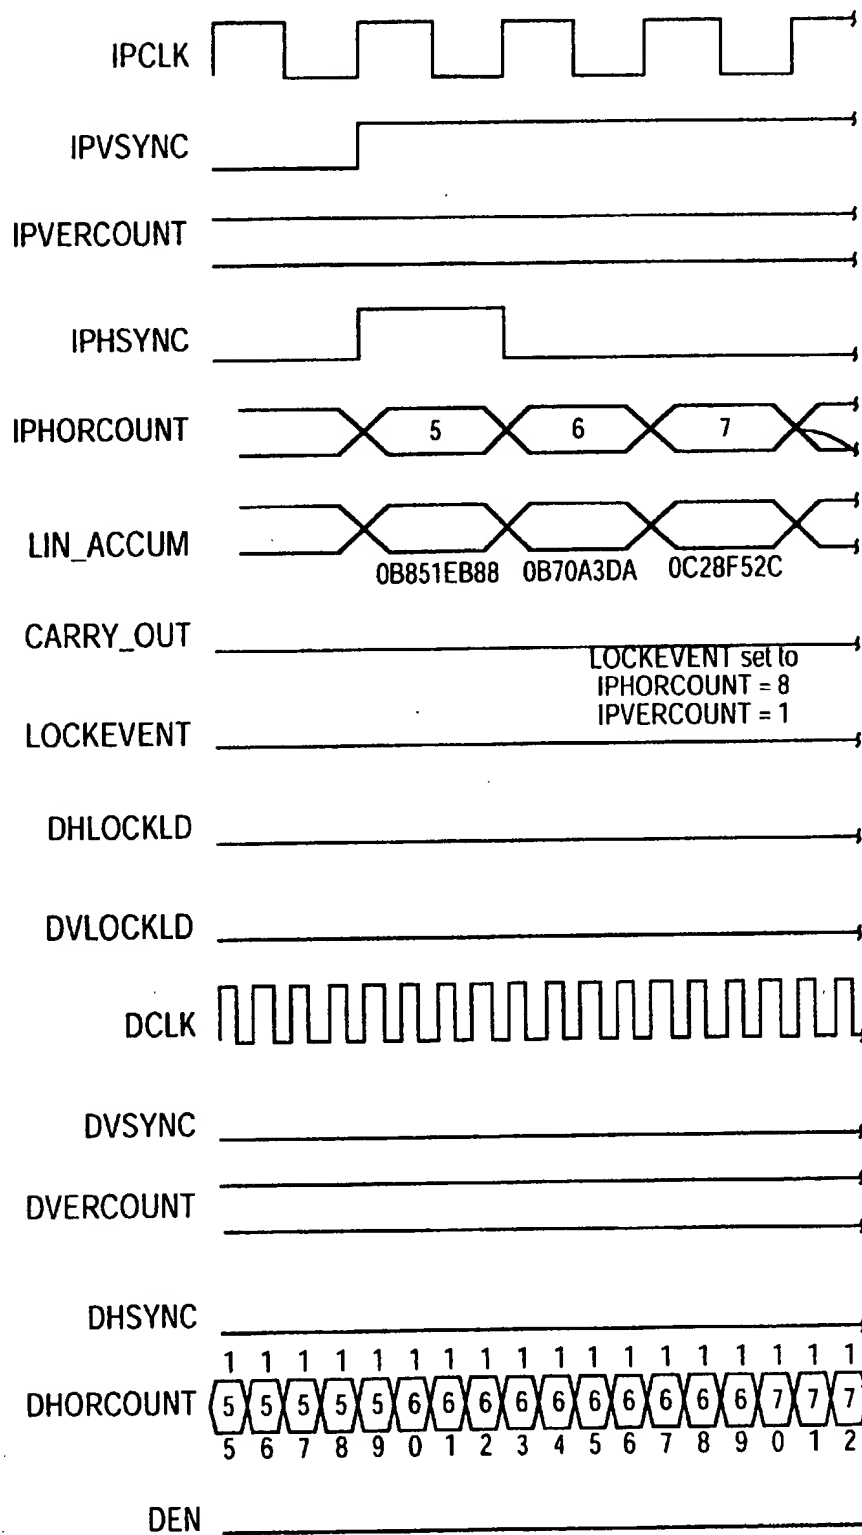 IPCLK
IPVSYNC
IPVERCOUNT
IPHSYNC
IPHORCOUNT
5 6 7
LIN_ACCUM
0B851EB88 0B70A3DA 0C28F52C
CARRY_OUT
LOCKEVENT set to
IPHORCOUNT = 8
IPVERCOUNT = 1
LOCKEVENT
DHLOCKLD
DVLOCKLD
DCLK
DVSYNC
DVERCOUNT
DHSYNC
1 1 1 1 1 1 1 1 1 1 1 1 1 1 1 1 1 1
DHORCOUNT 5 5 5 5 5 6 6 6 6 6 6 6 6 6 6 7 7 7
5 6 7 8 9 0 1 2 3 4 5 6 7 8 9 0 1 2
DEN